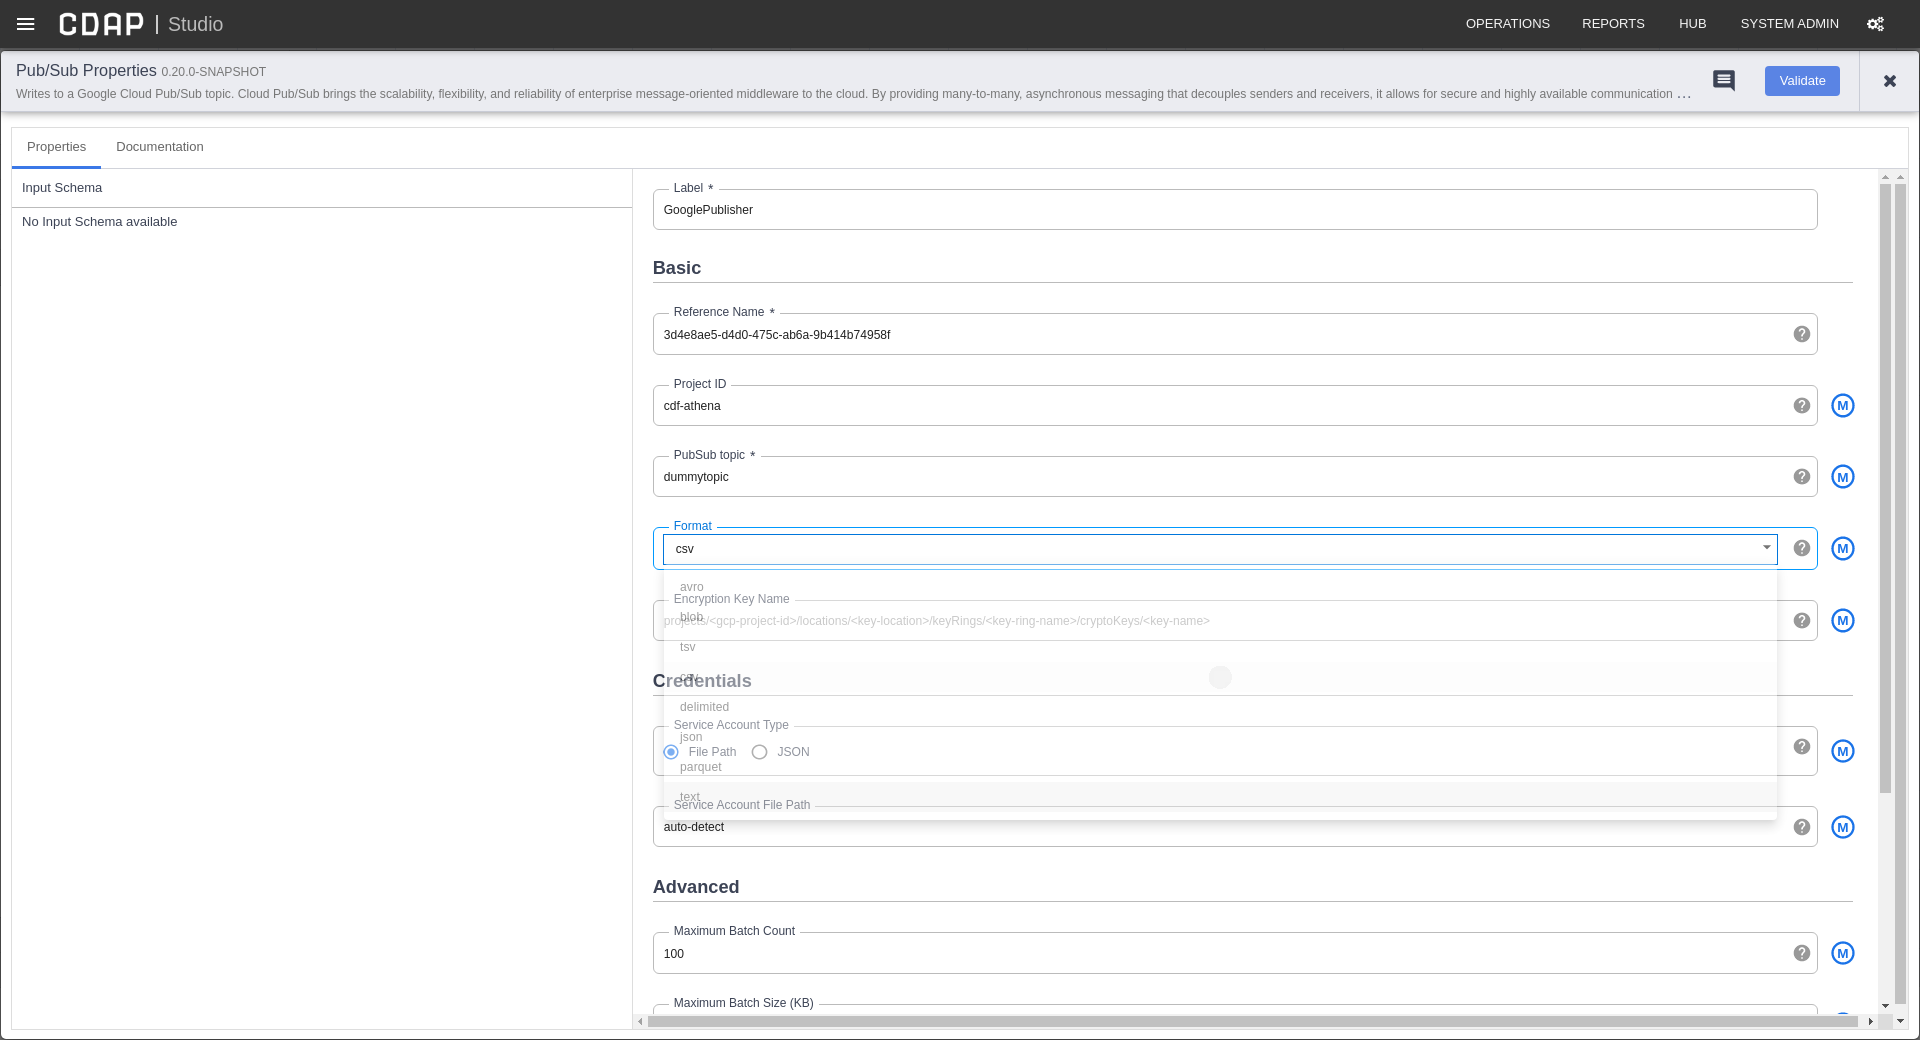 CDAP | Studio
OPERATIONS REPORTS HUB SYSTEM ADMIN
Pub/Sub Properties 0.20.0-SNAPSHOT
Writes to a Google Cloud Pub/Sub topic. Cloud Pub/Sub brings the scalability, flexibility, and reliability of enterprise message-oriented middleware to the cloud. By providing many-to-many, asynchronous messaging that decouples senders and receivers, it allows for secure and highly available communication ...
Validate
Properties Documentation
Input Schema
No Input Schema available
Label *
GooglePublisher
Basic
Reference Name *
3d4e8ae5-d4d0-475c-ab6a-9b414b74958f
Project ID
cdf-athena
M
PubSub topic *
dummytopic
M
Format
csv
M
avro
Encryption Key Name
blob
projects/<gcp-project-id>/locations/<key-location>/keyRings/<key-ring-name>/cryptoKeys/<key-name>
M
tsv
csv
Credentials
delimited
Service Account Type
json
File Path JSON
M
parquet
text
Service Account File Path
auto-detect
M
Advanced
Maximum Batch Count
100
M
Maximum Batch Size (KB)